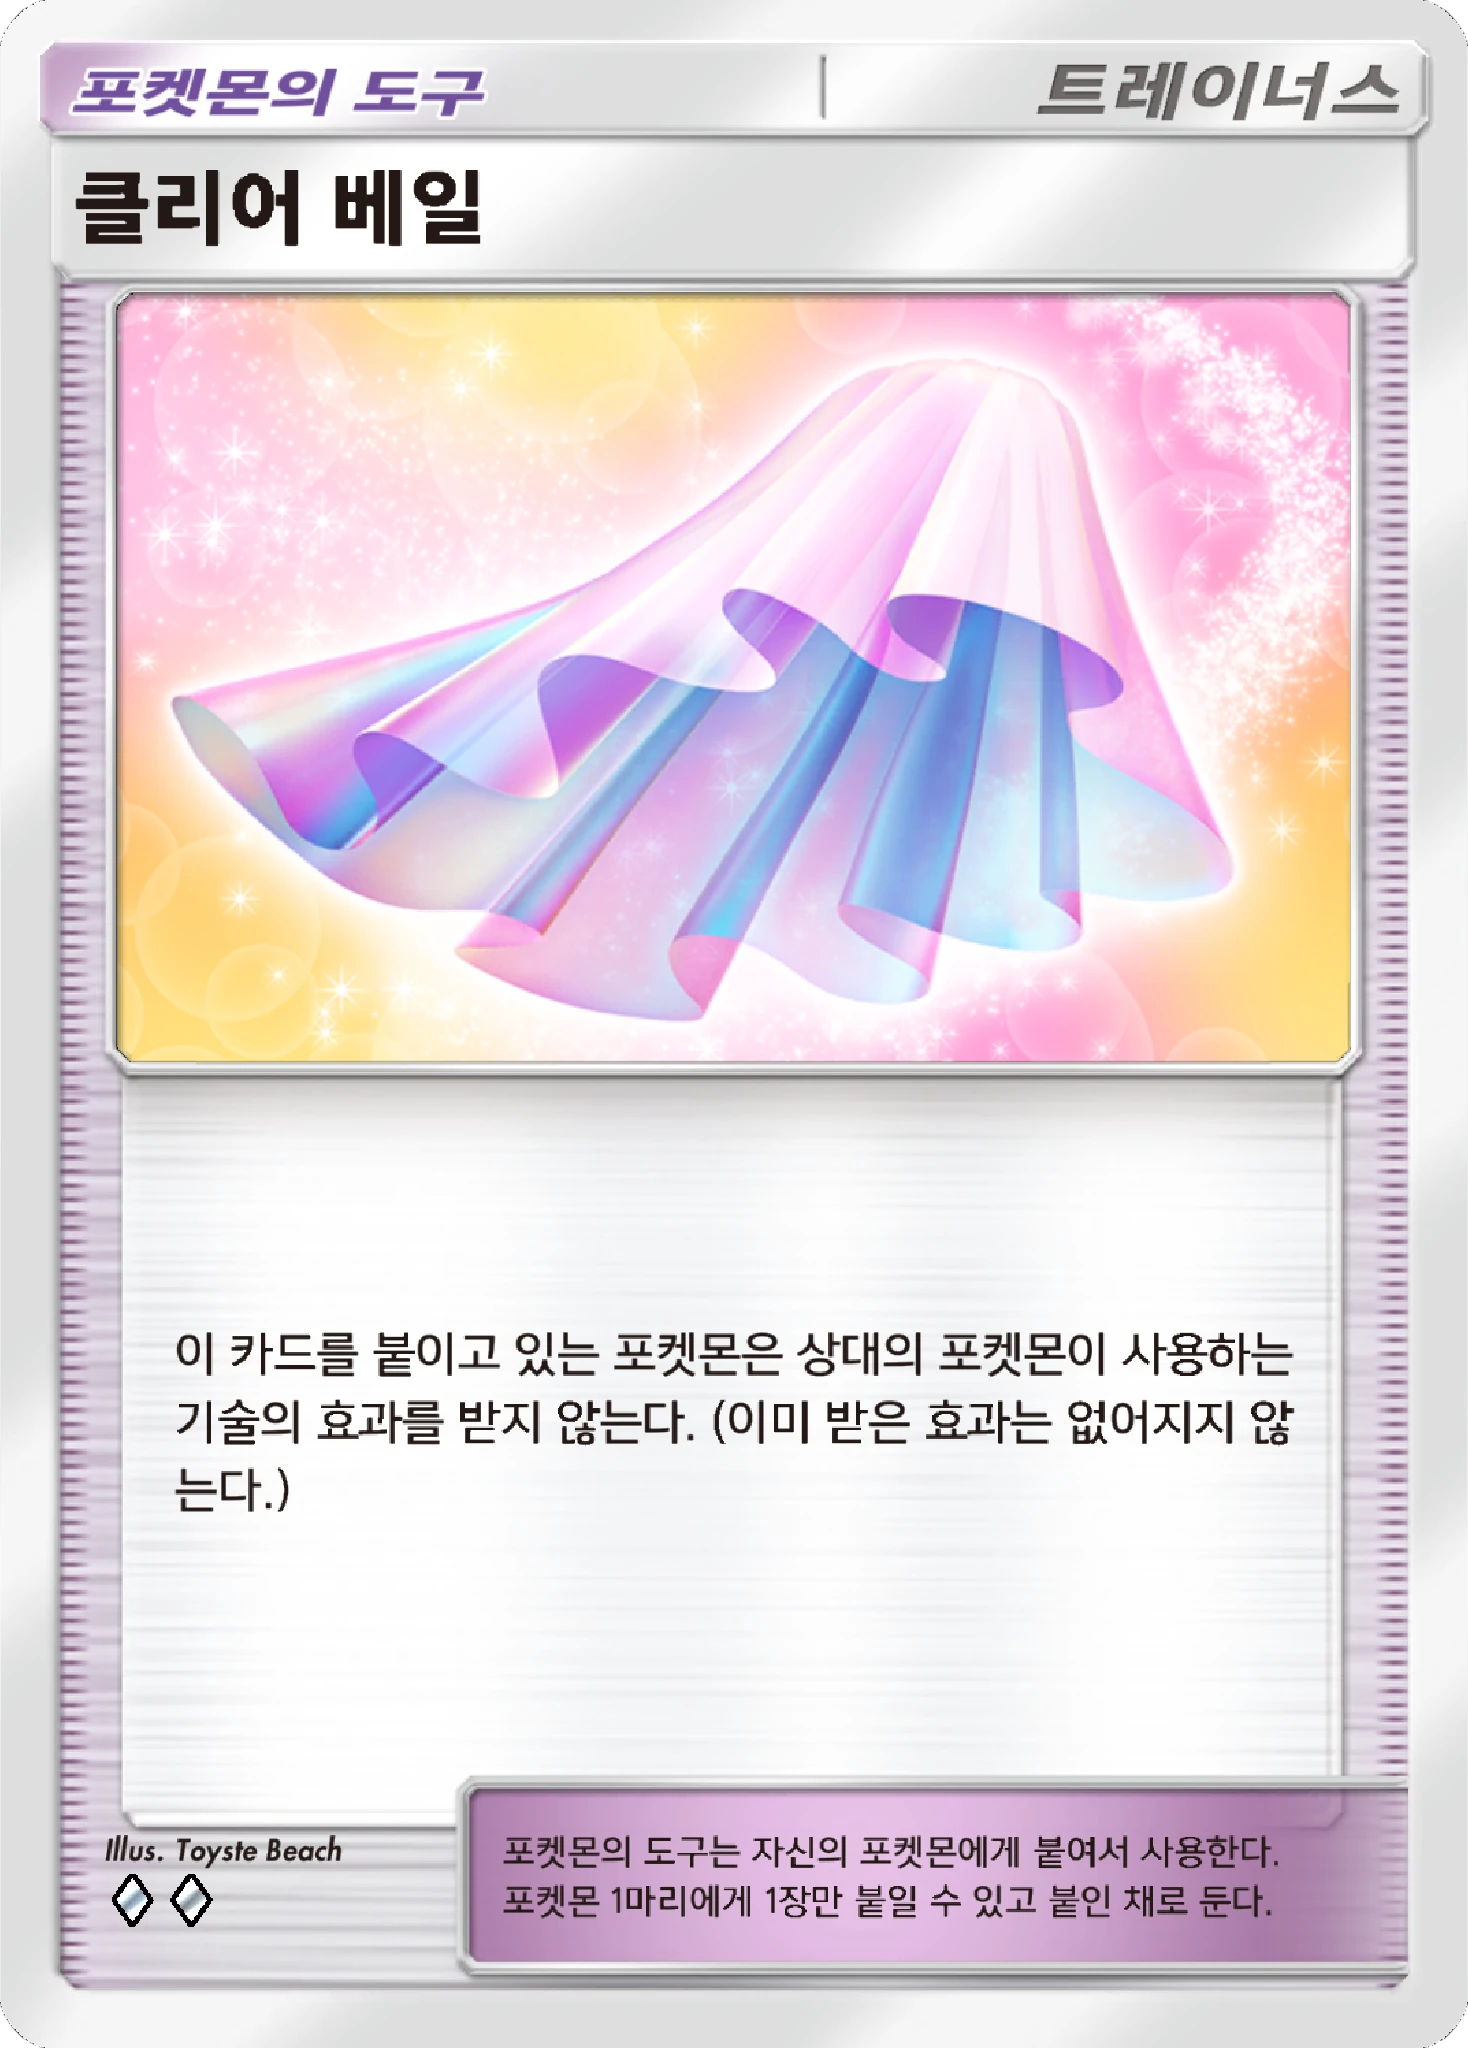 포켓몬의 도구 트레이너스
클리어 베일
이 카드를 붙이고 있는 포켓몬은 상대의 포켓몬이 사용하는
기술의 효과를 받지 않는다. (이미 받은 효과는 없어지지 않
는다.)
Illus. Toyste Beach
포켓몬의 도구는 자신의 포켓몬에게 붙여서 사용한다.
포켓몬 1마리에게 1장만 붙일 수 있고 붙인 채로 둔다.